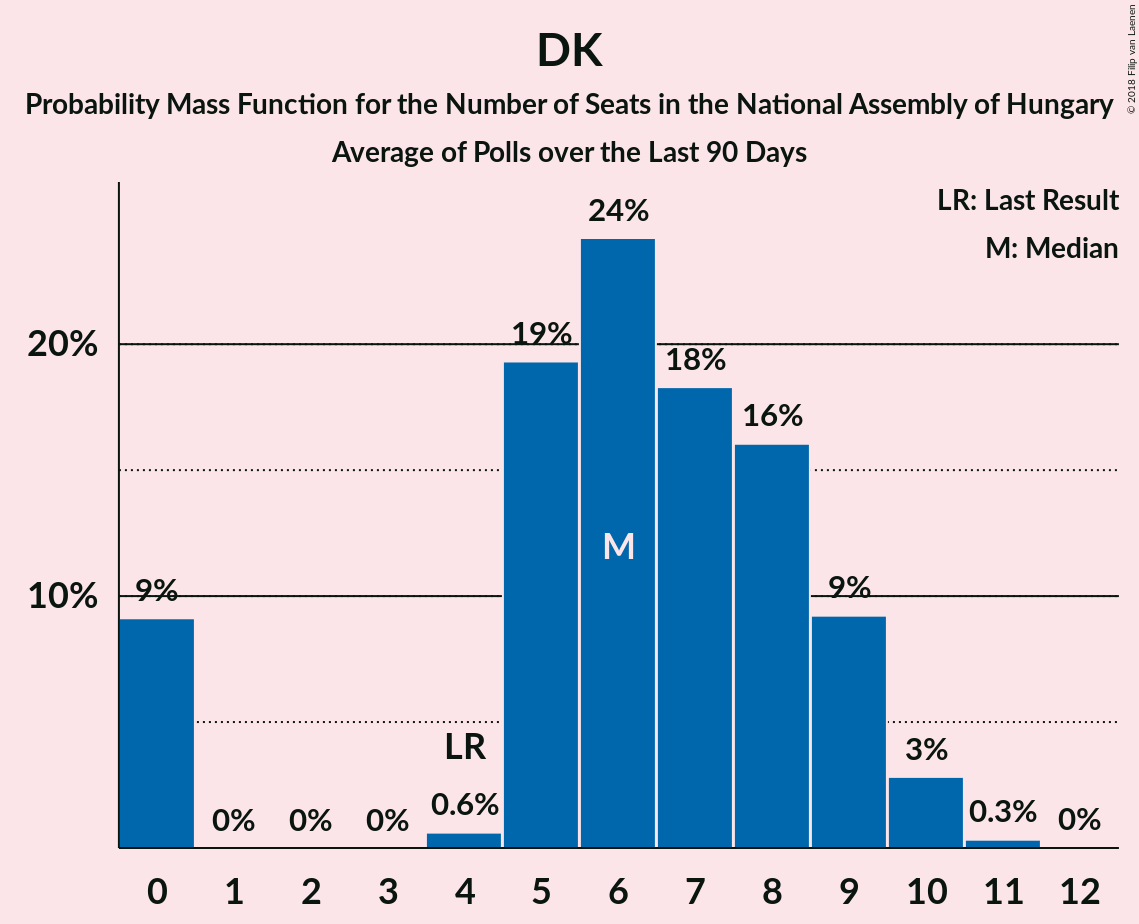 DK
Probability Mass Function for the Number of Seats in the National Assembly of Hungary
Average of Polls over the Last 90 Days
© 2018 Filip van Laenen
LR: Last Result
M: Median
20%
10%
9%
0%
0%
0%
LR
0.6%
19%
24%
M
18%
16%
9%
3%
0.3%
0%
0 1 2 3 4 5 6 7 8 9 10 11 12